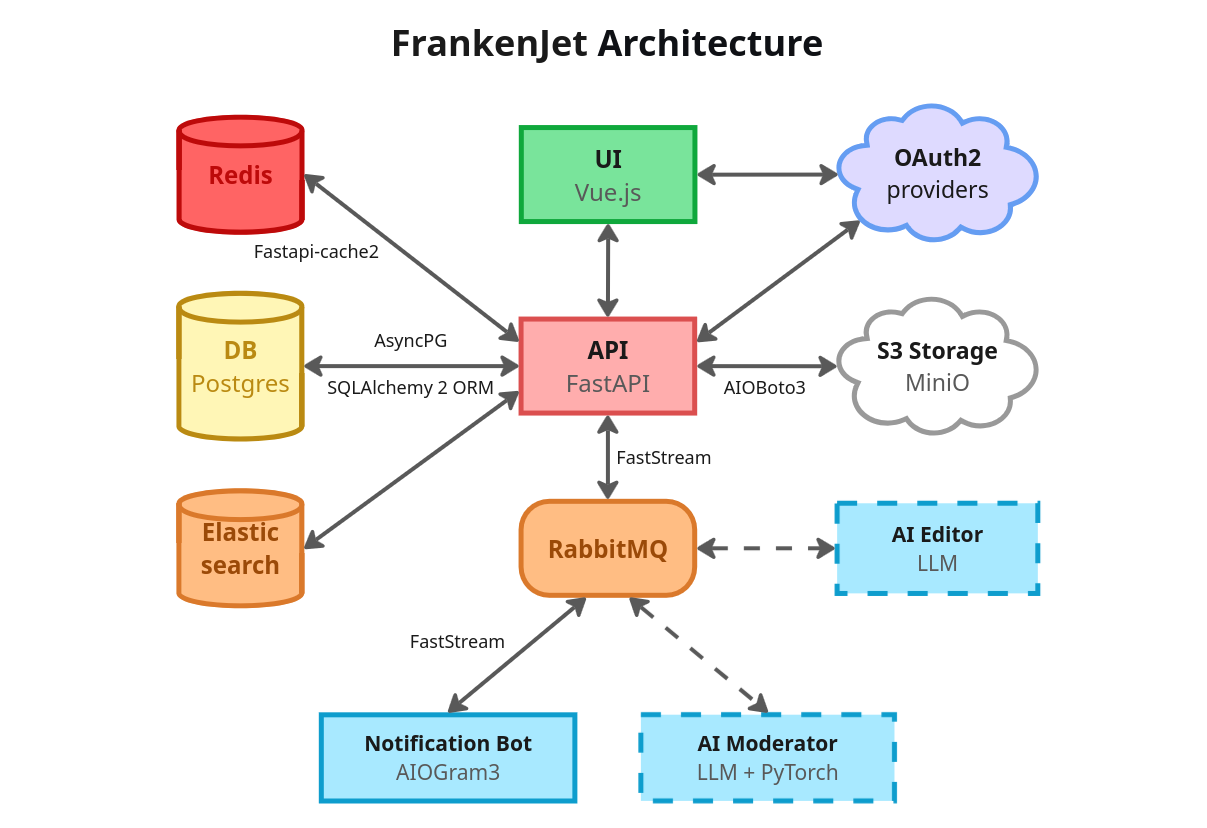 FrankenJet Architecture
Redis
UI
Vue.js
OAuth2
providers
Fastapi-cache2
DB
Postgres
AsyncPG
SQLAlchemy 2 ORM
API
FastAPI
AIOBoto3
S3 Storage
MiniO
FastStream
Elastic
search
RabbitMQ
AI Editor
LLM
FastStream
Notification Bot
AIOGram3
AI Moderator
LLM + PyTorch